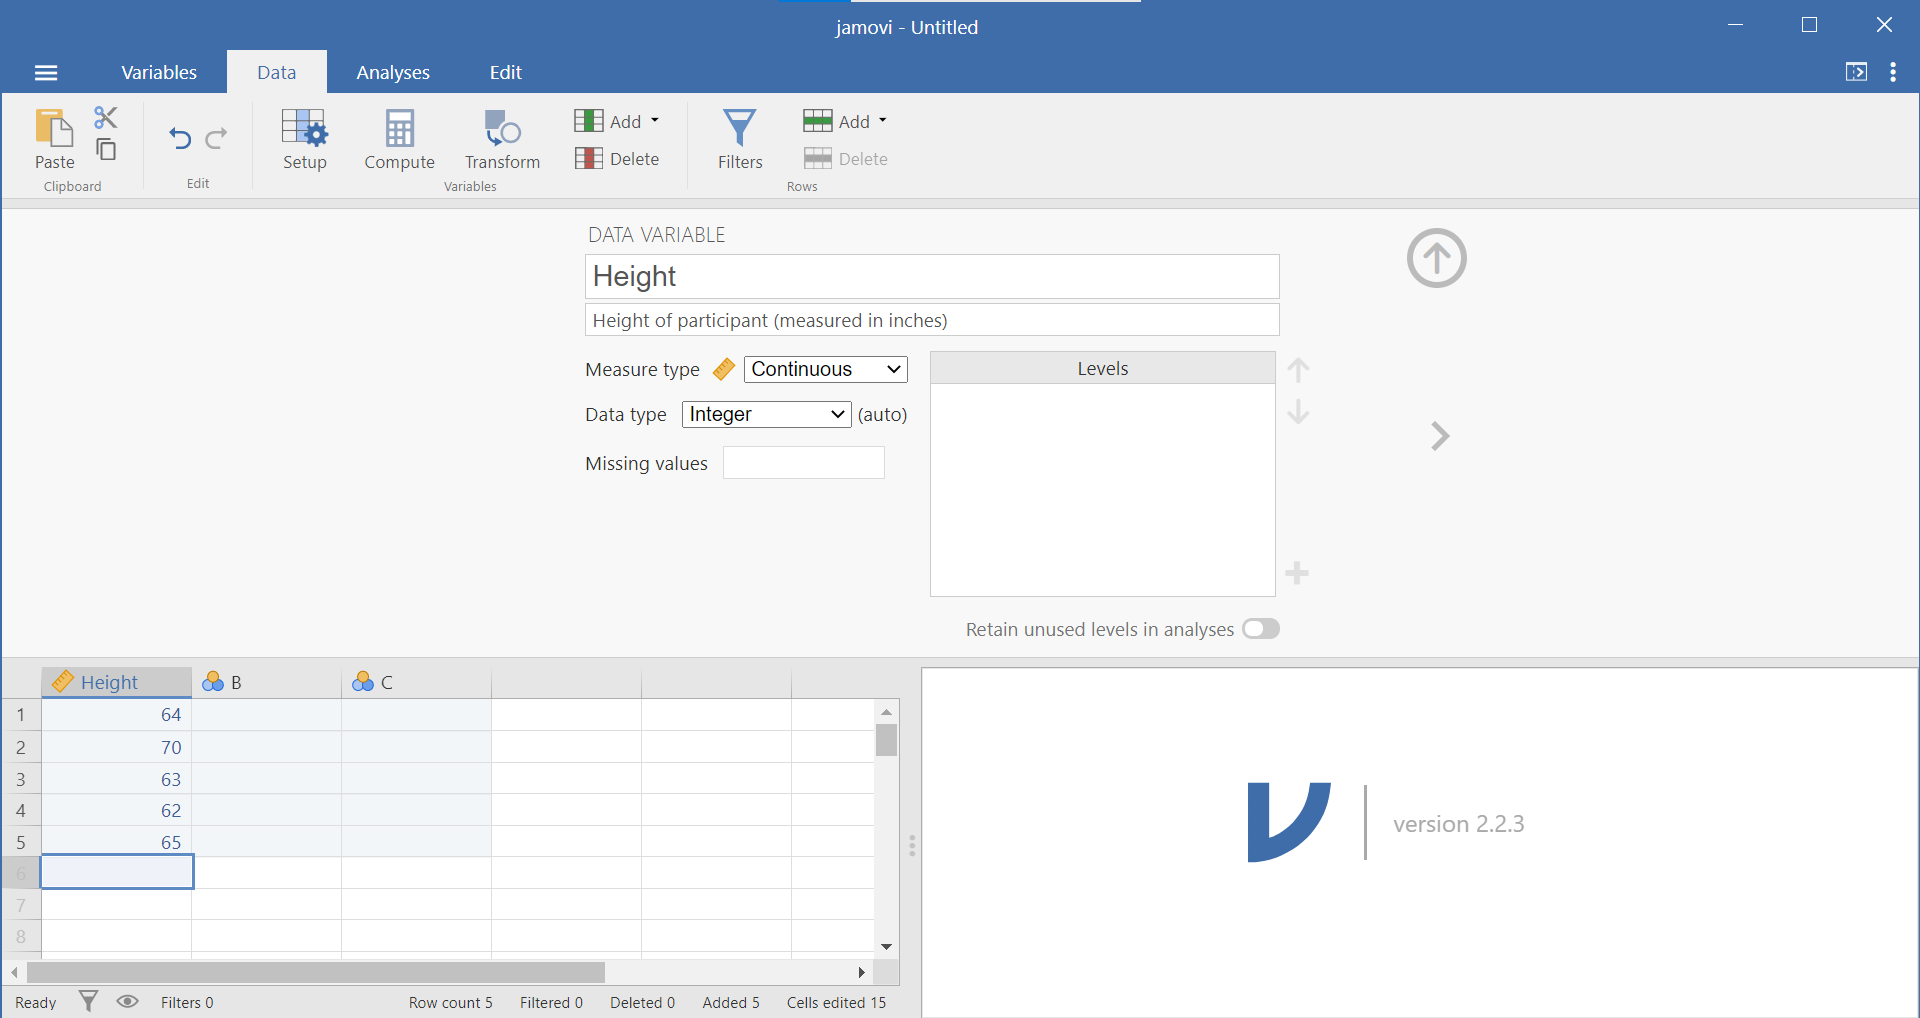 jamovi - Untitled
Variables Data Analyses Edit
Paste Setup Compute Transform Add Delete Filters Add Delete
Clipboard Edit Variables Rows
DATA VARIABLE
Height
Height of participant (measured in inches)
Measure type Continuous Levels
Data type Integer (auto)
Missing values
Retain unused levels in analyses
Height B C
1 64
2 70
3 63
4 62
5 65
6
7
8
version 2.2.3
Ready Filters 0 Row count 5 Filtered 0 Deleted 0 Added 5 Cells edited 15